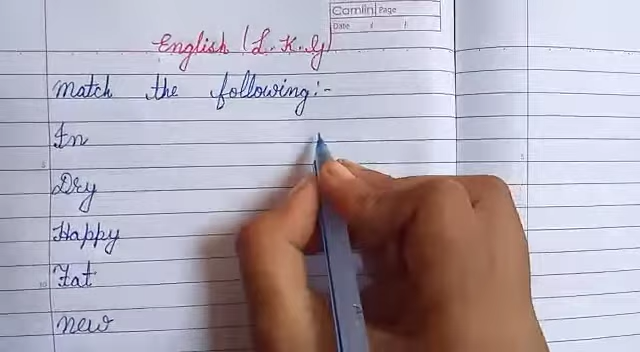 Camlin Page
Date / /
English (L.K.G)
Match the following:-
In
Dry
Happy
Fat
New